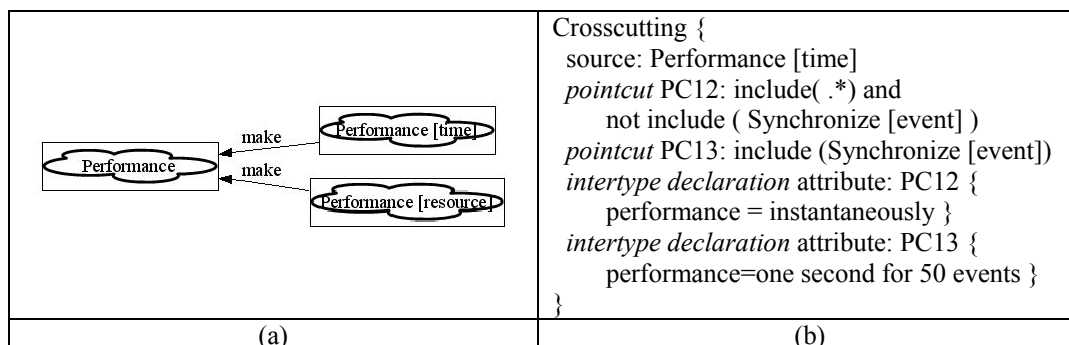 make
Performance [time]
Performance
make
Performance [resource]
(a)
Crosscutting {
source: Performance [time]
pointcut PC12: include( .*) and
not include ( Synchronize [event] )
pointcut PC13: include (Synchronize [event])
intertype declaration attribute: PC12 {
performance = instantaneously }
intertype declaration attribute: PC13 {
performance=one second for 50 events }
}
(b)